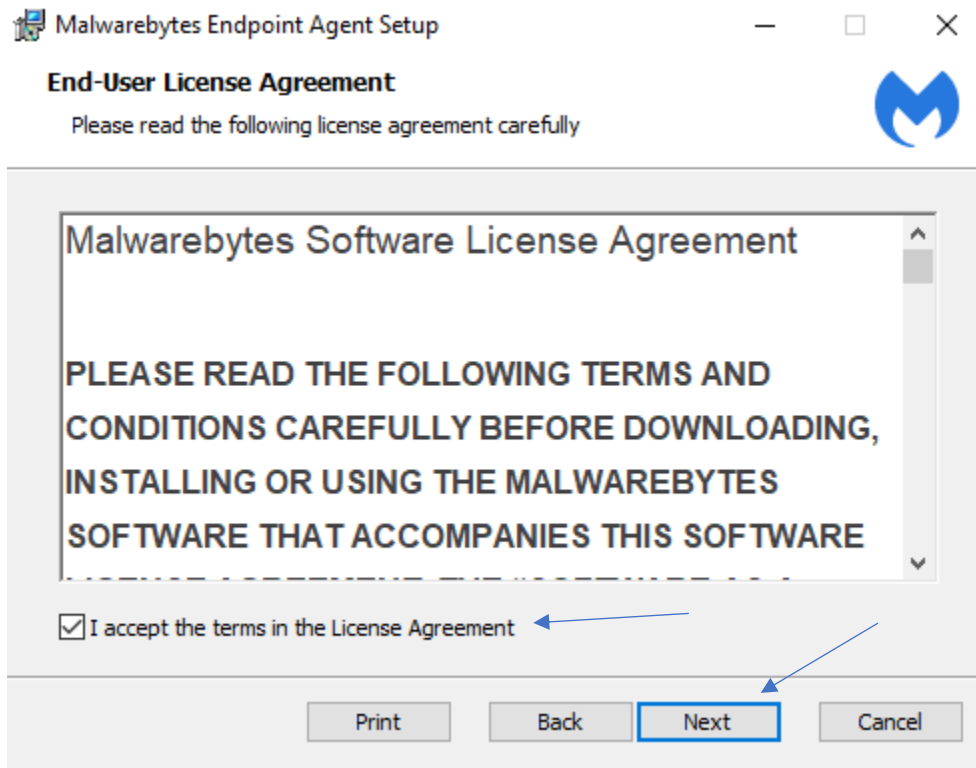 Malwarebytes Endpoint Agent Setup
End-User License Agreement
Please read the following license agreement carefully
Malwarebytes Software License Agreement
PLEASE READ THE FOLLOWING TERMS AND
CONDITIONS CAREFULLY BEFORE DOWNLOADING,
INSTALLING OR USING THE MALWAREBYTES
SOFTWARE THAT ACCOMPANIES THIS SOFTWARE
I accept the terms in the License Agreement
Print
Back
Next
Cancel